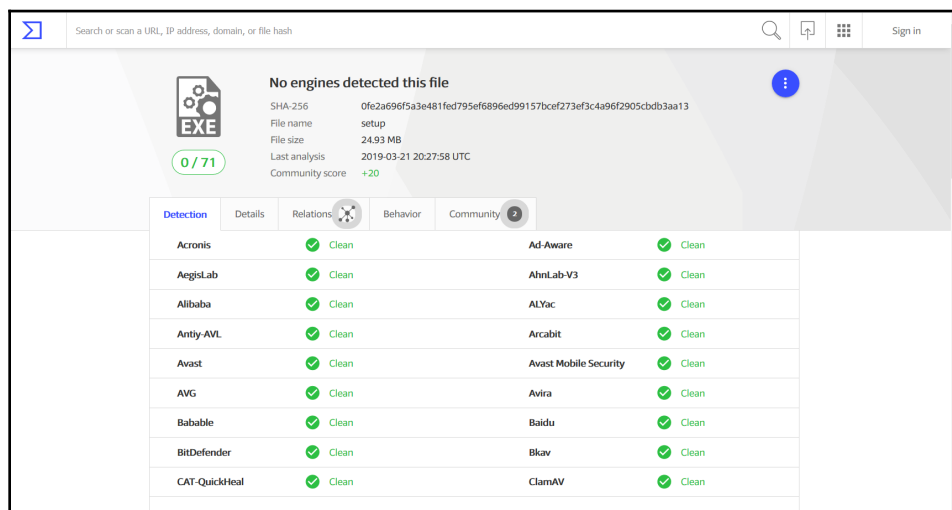 Search or scan a URL, IP address, domain, or file hash
Sign in
No engines detected this file
SHA-256 0fe2a696f5a3e481fed795ef6896ed99157bcef273ef3c4a96f2905cbdb3aa13
File name setup
File size 24.93 MB
Last analysis 2019-03-21 20:27:58 UTC
Community score +20
EXE
0 / 71
Detection Details Relations Behavior Community 2
Acronis Clean Ad-Aware Clean
AegisLab Clean AhnLab-V3 Clean
Alibaba Clean ALYac Clean
Antiy-AVL Clean Arcabit Clean
Avast Clean Avast Mobile Security Clean
AVG Clean Avira Clean
Babable Clean Baidu Clean
BitDefender Clean Bkav Clean
CAT-QuickHeal Clean ClamAV Clean